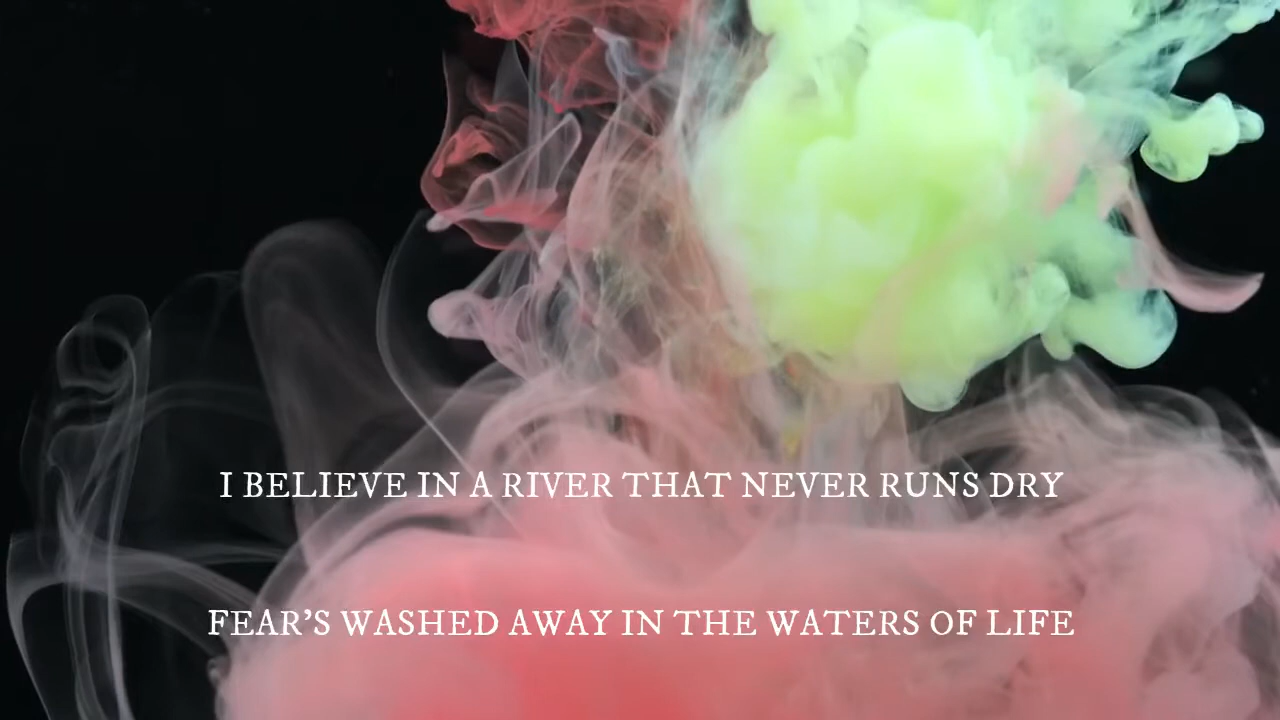 I BELIEVE IN A RIVER THAT NEVER RUNS DRY
FEAR’S WASHED AWAY IN THE WATERS OF LIFE